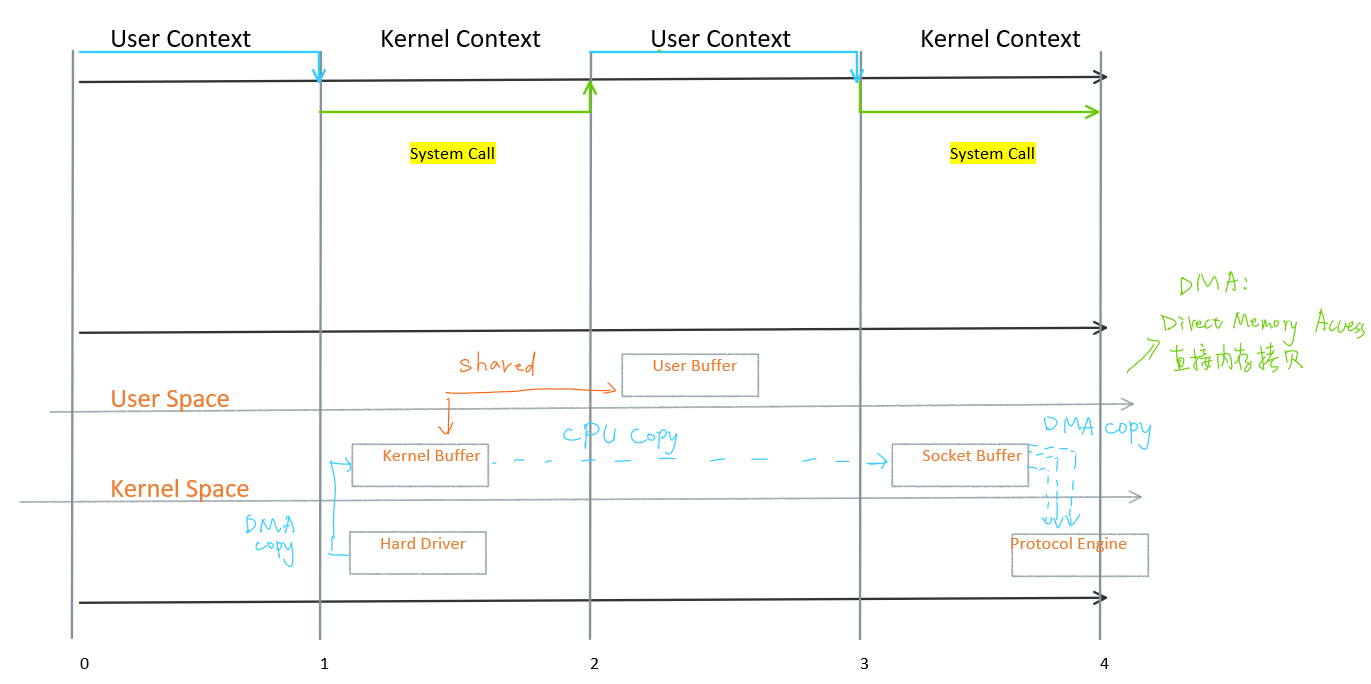 User Context
Kernel Context
User Context
Kernel Context
System Call
System Call
DMA:
Direct Memory Access
直接内存拷贝
shared
User Buffer
User Space
CPU copy
DMA copy
Kernel Buffer
Socket Buffer
Kernel Space
DMA
copy
Hard Driver
Protocol Engine
0
1
2
3
4